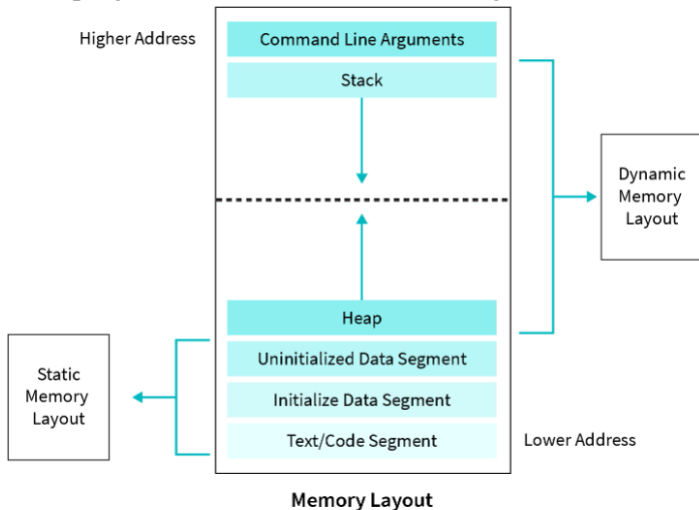 Higher Address
Command Line Arguments
Stack
Dynamic
Memory
Layout
Heap
Uninitialized Data Segment
Static
Memory
Layout
Initialize Data Segment
Text/Code Segment
Lower Address
Memory Layout